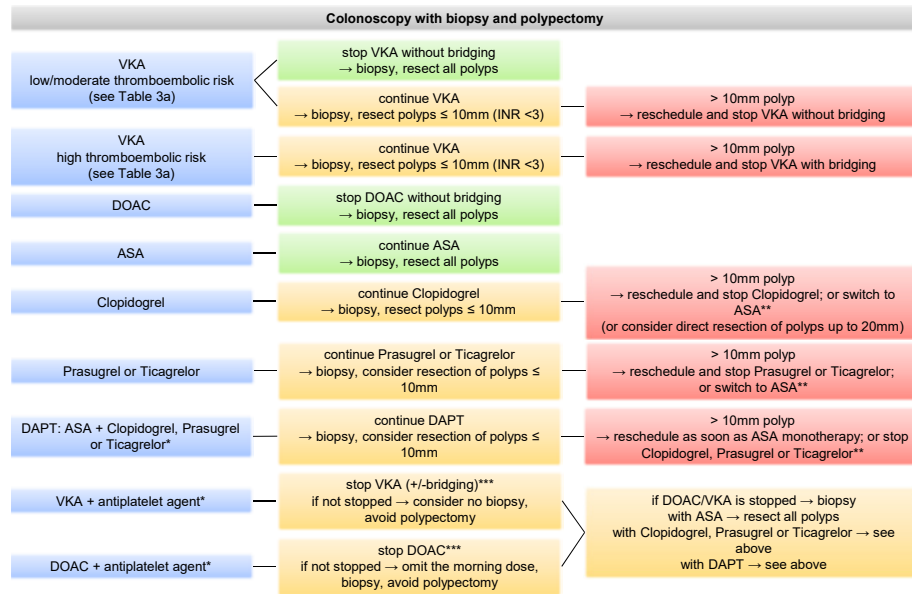 Colonoscopy with biopsy and polypectomy
VKA
low/moderate thromboembolic risk
(see Table 3a)
stop VKA without bridging
→ biopsy, resect all polyps
continue VKA
→ biopsy, resect polyps ≤ 10mm (INR <3)
> 10mm polyp
→ reschedule and stop VKA without bridging
VKA
high thromboembolic risk
(see Table 3a)
continue VKA
→ biopsy, resect polyps ≤ 10mm (INR <3)
> 10mm polyp
→ reschedule and stop VKA with bridging
DOAC
stop DOAC without bridging
→ biopsy, resect all polyps
ASA
continue ASA
→ biopsy, resect all polyps
Clopidogrel
continue Clopidogrel
→ biopsy, resect polyps ≤ 10mm
> 10mm polyp
→ reschedule and stop Clopidogrel; or switch to
ASA**
(or consider direct resection of polyps up to 20mm)
Prasugrel or Ticagrelor
continue Prasugrel or Ticagrelor
→ biopsy, consider resection of polyps ≤
10mm
> 10mm polyp
→ reschedule and stop Prasugrel or Ticagrelor;
or switch to ASA**
DAPT: ASA + Clopidogrel, Prasugrel
or Ticagrelor*
continue DAPT
→ biopsy, consider resection of polyps ≤
10mm
> 10mm polyp
→ reschedule as soon as ASA monotherapy; or stop
Clopidogrel, Prasugrel or Ticagrelor**
VKA + antiplatelet agent*
stop VKA (+/-bridging)***
if not stopped → consider no biopsy,
avoid polypectomy
DOAC + antiplatelet agent*
stop DOAC***
if not stopped → omit the morning dose,
biopsy, avoid polypectomy
if DOAC/VKA is stopped → biopsy
with ASA → resect all polyps
with Clopidogrel, Prasugrel or Ticagrelor → see
above
with DAPT → see above